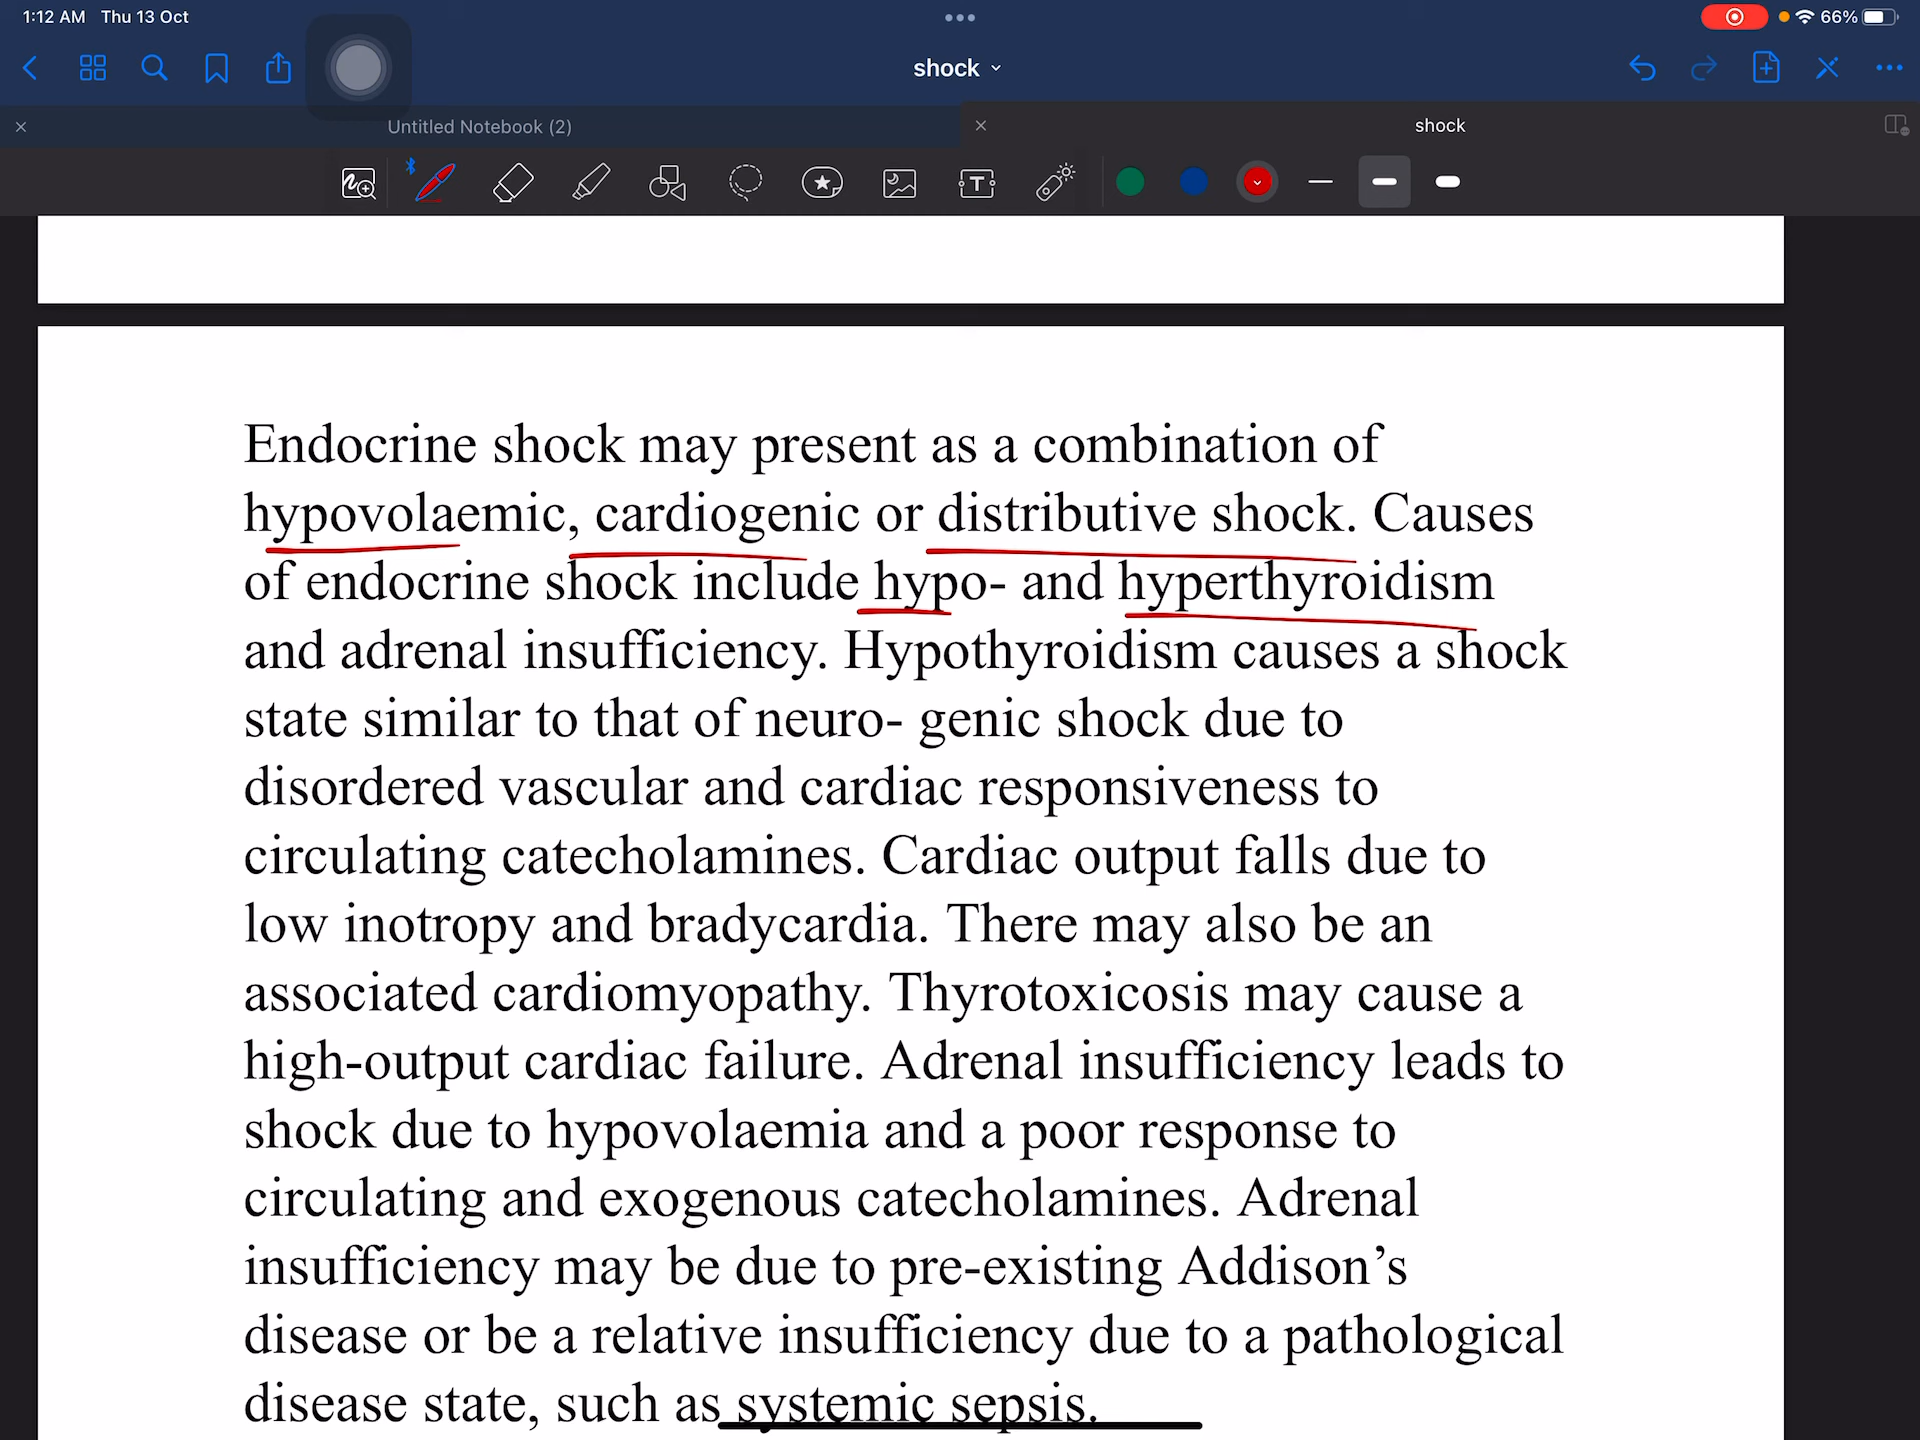 1:12 AM Thu 13 Oct
66%
shock
Untitled Notebook (2)
shock
T
Endocrine shock may present as a combination of
hypovolaemic, cardiogenic or distributive shock. Causes
of endocrine shock include hypo- and hyperthyroidism
and adrenal insufficiency. Hypothyroidism causes a shock
state similar to that of neuro- genic shock due to
disordered vascular and cardiac responsiveness to
circulating catecholamines. Cardiac output falls due to
low inotropy and bradycardia. There may also be an
associated cardiomyopathy. Thyrotoxicosis may cause a
high-output cardiac failure. Adrenal insufficiency leads to
shock due to hypovolaemia and a poor response to
circulating and exogenous catecholamines. Adrenal
insufficiency may be due to pre-existing Addison’s
disease or be a relative insufficiency due to a pathological
disease state, such as systemic sepsis.